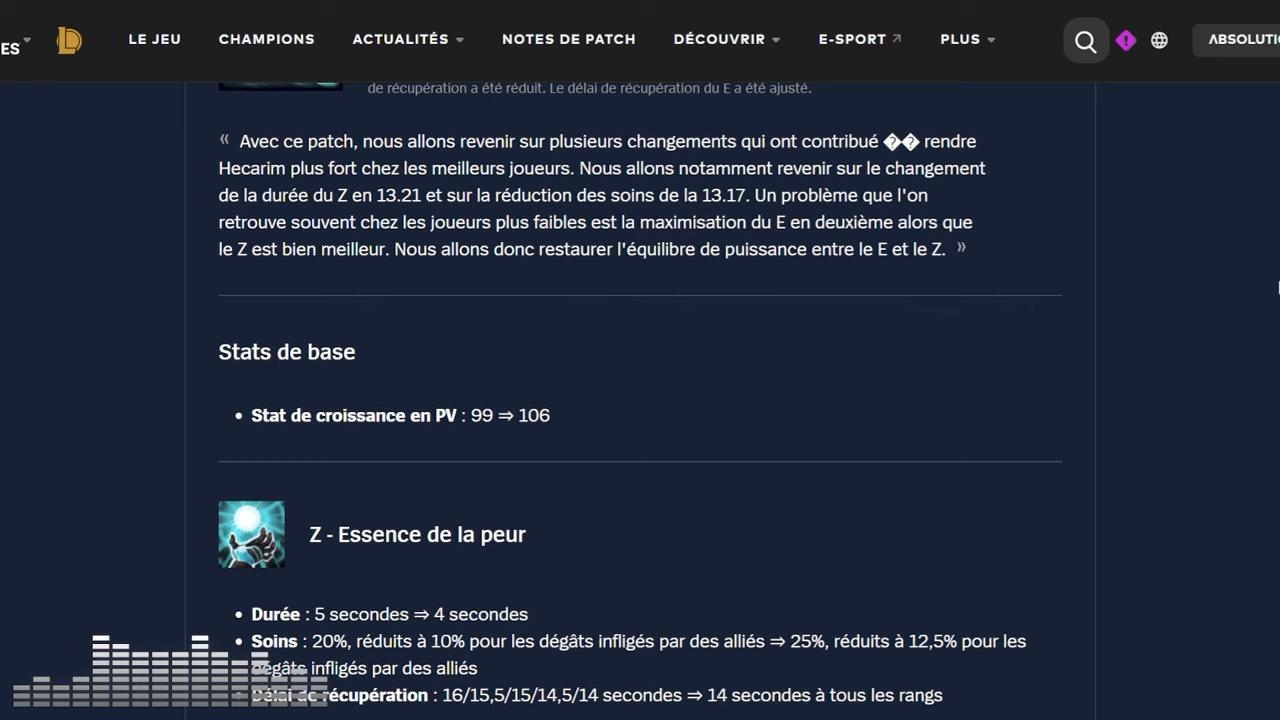 ES
LE JEU CHAMPIONS ACTUALITÉS NOTES DE PATCH DÉCOUVRIR E-SPORT PLUS ABSOLUTI
de récupération a été réduit. Le délai de récupération du E a été ajusté.
« Avec ce patch, nous allons revenir sur plusieurs changements qui ont contribué �� rendre
Hecarim plus fort chez les meilleurs joueurs. Nous allons notamment revenir sur le changement
de la durée du Z en 13.21 et sur la réduction des soins de la 13.17. Un problème que l'on
retrouve souvent chez les joueurs plus faibles est la maximisation du E en deuxième alors que
le Z est bien meilleur. Nous allons donc restaurer l'équilibre de puissance entre le E et le Z. »
Stats de base
• Stat de croissance en PV : 99 ⇒ 106
Z - Essence de la peur
• Durée : 5 secondes ⇒ 4 secondes
• Soins : 20%, réduits à 10% pour les dégâts infligés par des alliés ⇒ 25%, réduits à 12,5% pour les
dégâts infligés par des alliés
• Délai de récupération : 16/15,5/15/14,5/14 secondes ⇒ 14 secondes à tous les rangs